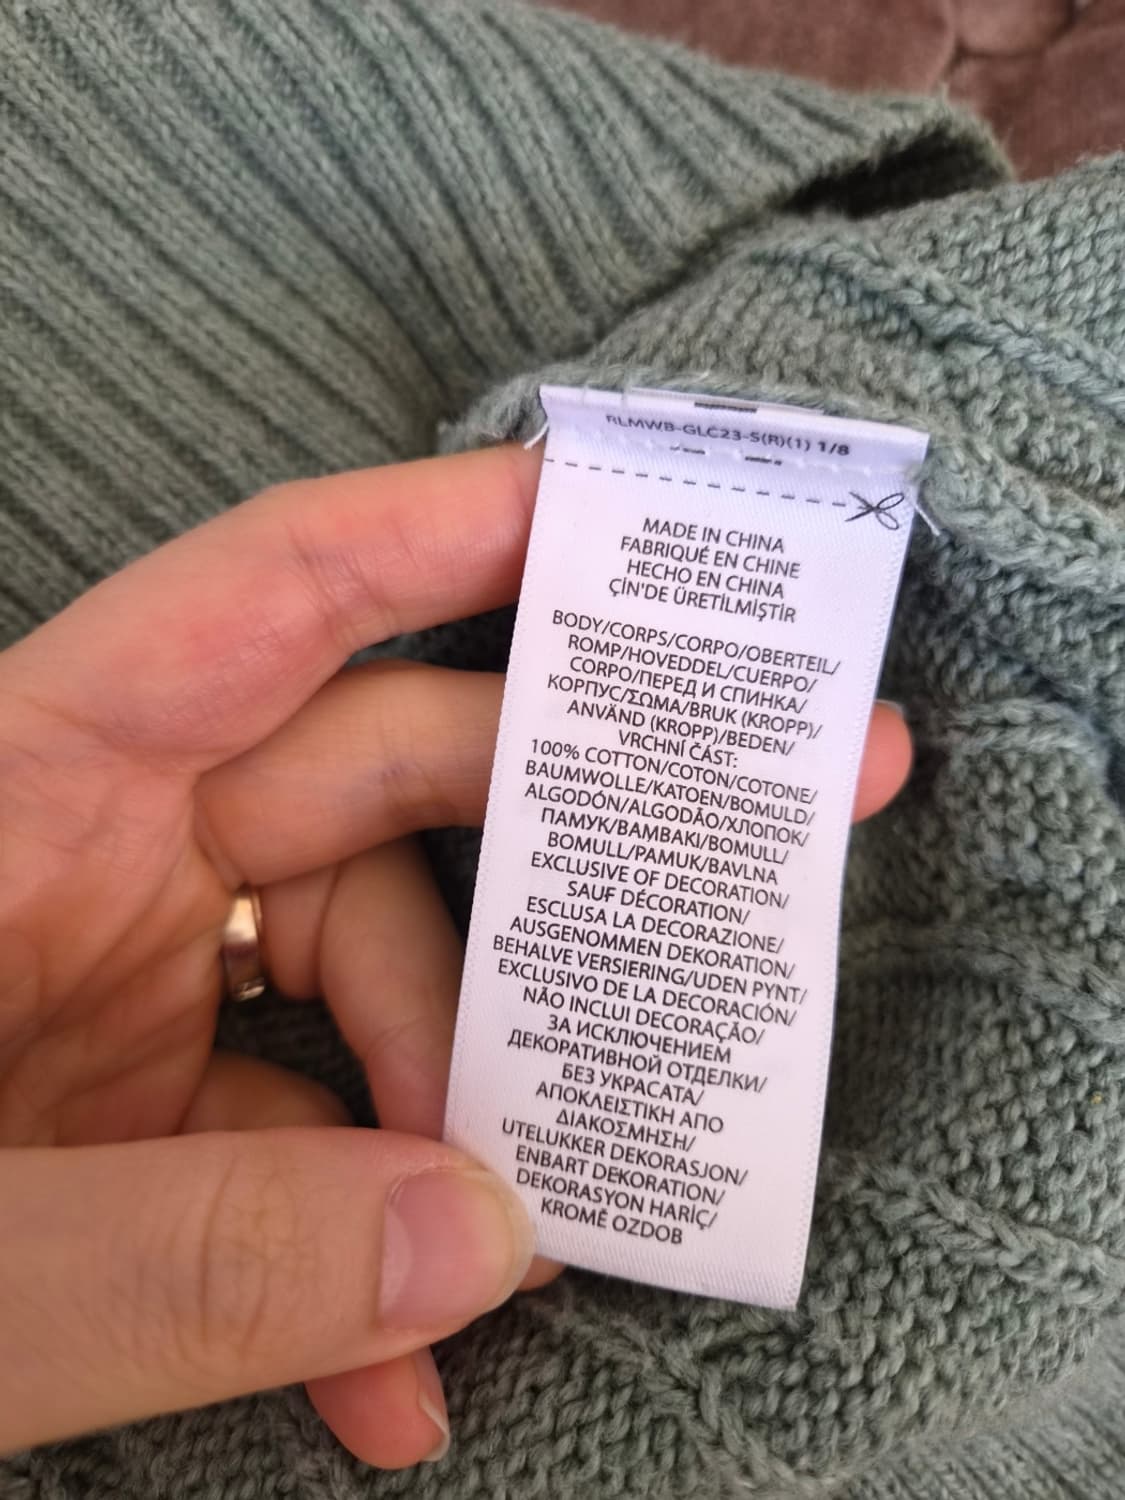 RLMWB-GLC23-S(R)(1) 1/8
MADE IN CHINA
FABRIQUÉ EN CHINE
HECHO EN CHINA
ÇİN'DE ÜRETİLMİŞTİR
BODY/CORPS/CORPO/OBERTEIL/
ROMP/HOVEDDEL/CUERPO/
CORPO/ПЕРЕД И СПИНКА/
КОРПУС/ΣΩΜΑ/BRUK (KROPP)/
ANVÄND (KROPP)/BEDEN/
VRCHNÍ ČÁST:
100% COTTON/COTON/COTONE/
BAUMWOLLE/KATOEN/BOMULD/
ALGODÓN/ALGODÃO/ХЛОПОК/
ПАМУК/BAMBAKI/BOMULL/
BOMULL/PAMUK/BAVLNA
EXCLUSIVE OF DECORATION/
SAUF DÉCORATION/
ESCLUSA LA DECORAZIONE/
AUSGENOMMEN DEKORATION/
BEHALVE VERSIERING/UDEN PYNT/
EXCLUSIVO DE LA DECORACIÓN/
NÃO INCLUI DECORAÇÃO/
ЗА ИСКЛЮЧЕНИЕМ
ДЕКОРАТИВНОЙ ОТДЕЛКИ/
БЕЗ УКРАСАТА/
ΑΠΟΚΛΕΙΣΤΙΚΗ ΑΠΟ
ΔΙΑΚΟΣΜΗΣΗ/
UTELUKKER DEKORASJON/
ENBART DEKORATION/
DEKORASYON HARİÇ/
KROMĚ OZDOB